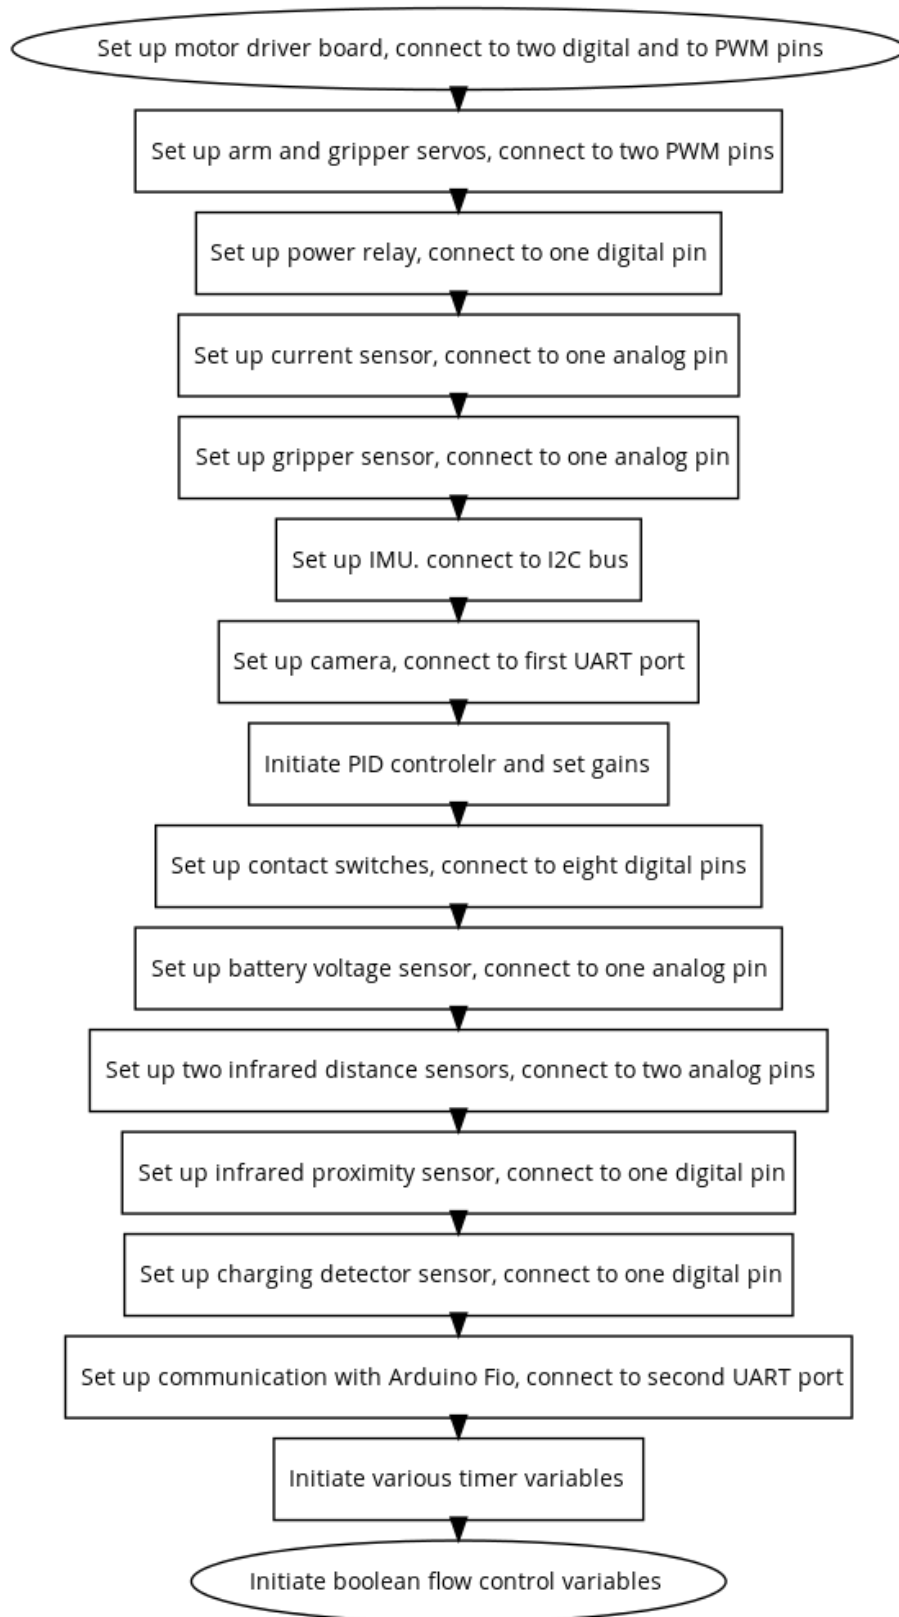 Set up motor driver board, connect to two digital and to PWM pins
Set up arm and gripper servos, connect to two PWM pins
Set up power relay, connect to one digital pin
Set up current sensor, connect to one analog pin
Set up gripper sensor, connect to one analog pin
Set up IMU. connect to I2C bus
Set up camera, connect to first UART port
Initiate PID controlelr and set gains
Set up contact switches, connect to eight digital pins
Set up battery voltage sensor, connect to one analog pin
Set up two infrared distance sensors, connect to two analog pins
Set up infrared proximity sensor, connect to one digital pin
Set up charging detector sensor, connect to one digital pin
Set up communication with Arduino Fio, connect to second UART port
Initiate various timer variables
Initiate boolean flow control variables